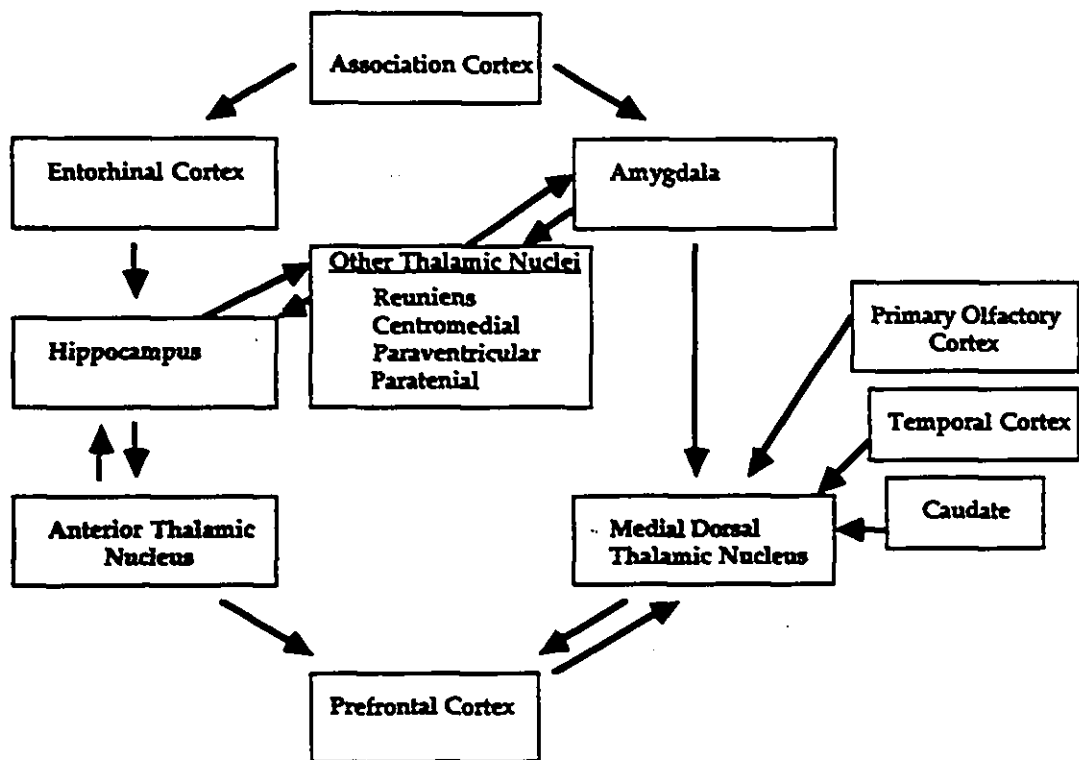 Association Cortex
Entorhinal Cortex
Amygdala
Other Thalamic Nuclei
Reuniens
Centromedial
Paraventricular
Paratenial
Primary Olfactory
Cortex
Hippocampus
Temporal Cortex
Caudate
Anterior Thalamic
Nucleus
Medial Dorsal
Thalamic Nucleus
Prefrontal Cortex